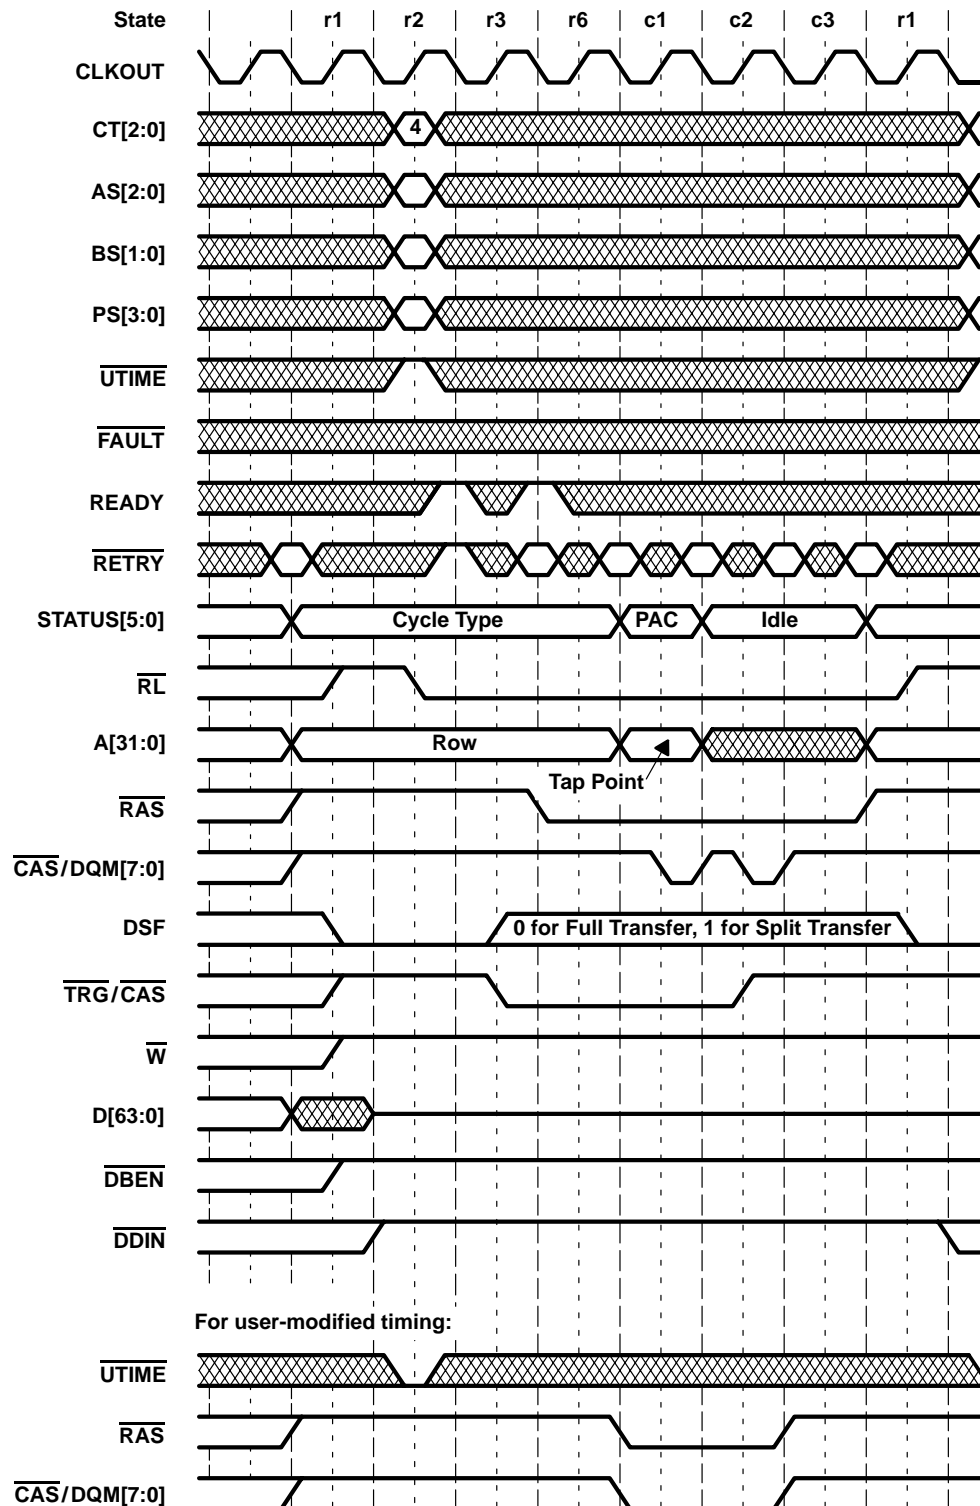 State r1 r2 r3 r6 c1 c2 c3 r1
CLKOUT
CT[2:0] 4
AS[2:0]
BS[1:0]
PS[3:0]
UTIME
FAULT
READY
RETRY
STATUS[5:0] Cycle Type PAC Idle
RL
A[31:0] Row
Tap Point
RAS
CAS/DQM[7:0]
DSF 0 for Full Transfer, 1 for Split Transfer
TRG/CAS
W
D[63:0]
DBEN
DDIN
For user-modified timing:
UTIME
RAS
CAS/DQM[7:0]